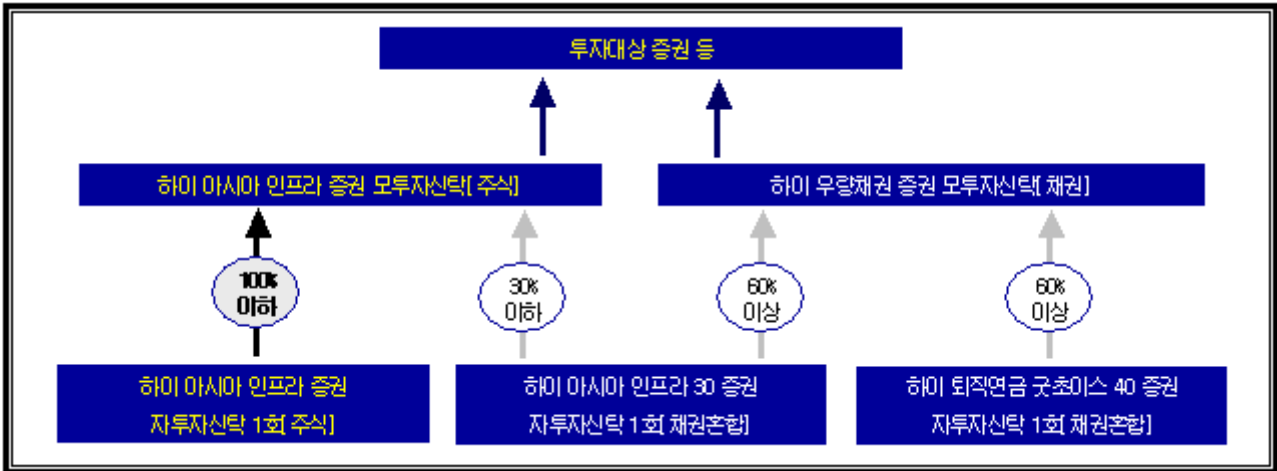 투자대상 증권 등
하이 아시아 인프라 증권 모투자신탁[ 주식]
하이 우량채권 증권 모투자신탁[ 채권]
100%
이하
30%
이하
60%
이상
60%
이상
하이 아시아 인프라 증권
자투자신탁 1호[ 주식]
하이 아시아 인프라 30 증권
자투자신탁 1호[ 채권혼합]
하이 퇴직연금 굿초이스 40 증권
자투자신탁 1호[ 채권혼합]